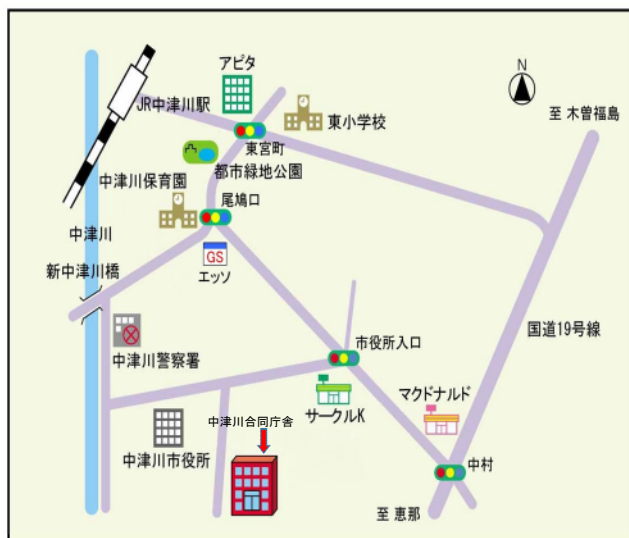 アピタ
N
JR中津川駅
東小学校
至 木曽福島
東宮町
都市緑地公園
中津川保育園
尾鳩口
中津川
GS
エッソ
新中津川橋
国道19号線
市役所入口
中津川警察署
マクドナルド
サークルK
中津川合同庁舎
中津川市役所
中村
至 恵那